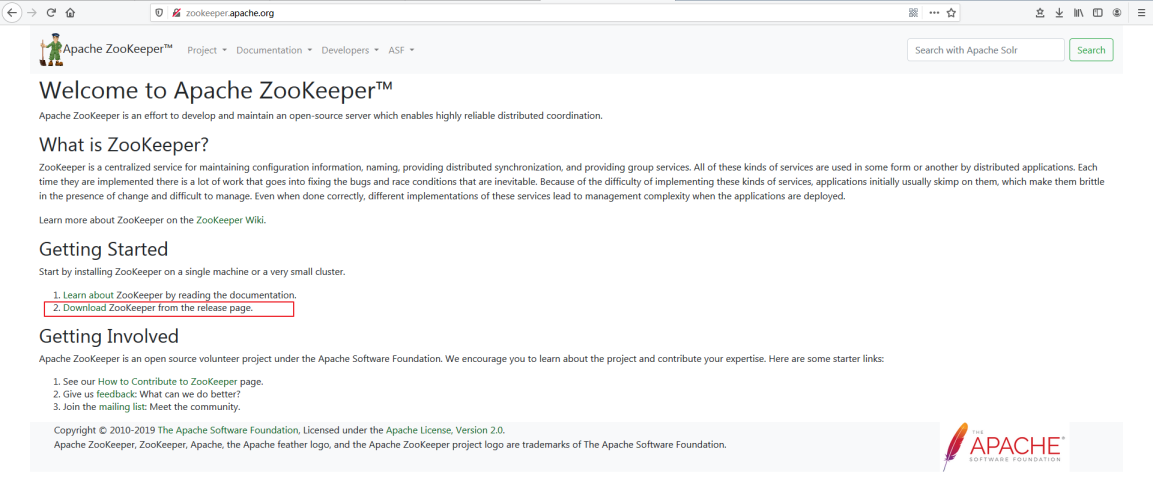 zookeeper.apache.org
Apache ZooKeeper™ Project Documentation Developers ASF Search with Apache Solr Search
Welcome to Apache ZooKeeper™
Apache ZooKeeper is an effort to develop and maintain an open-source server which enables highly reliable distributed coordination.
What is ZooKeeper?
ZooKeeper is a centralized service for maintaining configuration information, naming, providing distributed synchronization, and providing group services. All of these kinds of services are used in some form or another by distributed applications. Each
time they are implemented there is a lot of work that goes into fixing the bugs and race conditions that are inevitable. Because of the difficulty of implementing these kinds of services, applications initially usually skimp on them, which make them brittle
in the presence of change and difficult to manage. Even when done correctly, different implementations of these services lead to management complexity when the applications are deployed.
Learn more about ZooKeeper on the ZooKeeper Wiki.
Getting Started
Start by installing ZooKeeper on a single machine or a very small cluster.
1. Learn about ZooKeeper by reading the documentation.
2. Download ZooKeeper from the release page.
Getting Involved
Apache ZooKeeper is an open source volunteer project under the Apache Software Foundation. We encourage you to learn about the project and contribute your expertise. Here are some starter links:
1. See our How to Contribute to ZooKeeper page.
2. Give us feedback: What can we do better?
3. Join the mailing list: Meet the community.
Copyright © 2010-2019 The Apache Software Foundation, Licensed under the Apache License, Version 2.0.
Apache ZooKeeper, ZooKeeper, Apache, the Apache feather logo, and the Apache ZooKeeper project logo are trademarks of The Apache Software Foundation.
THE
APACHE®
SOFTWARE FOUNDATION